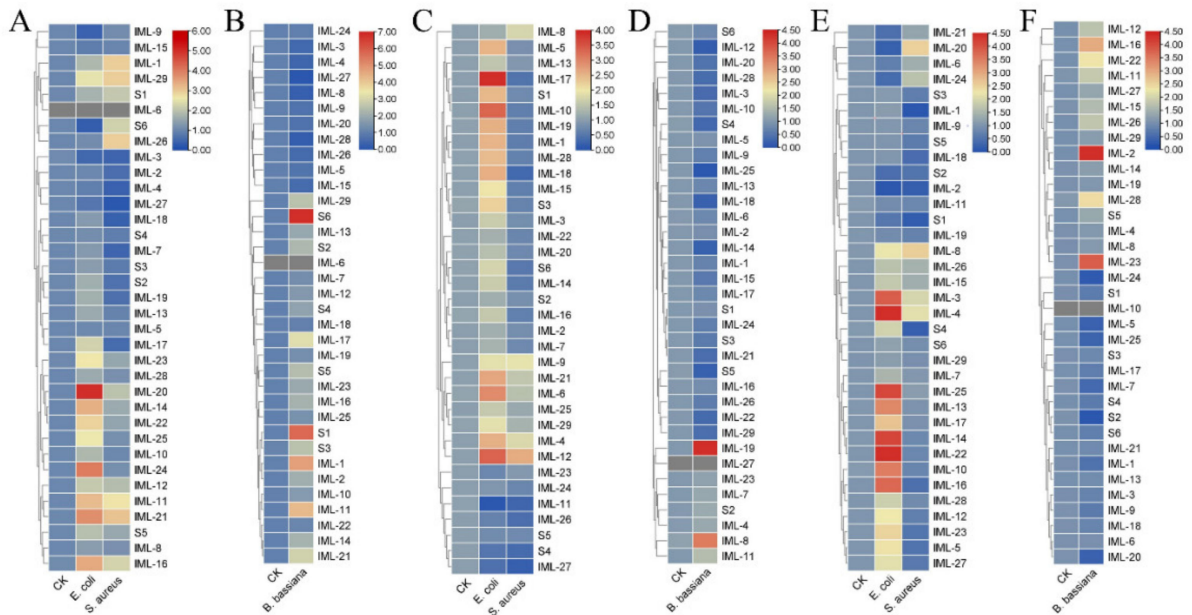 A
IML-9
IML-15
IML-1
IML-29
S1
IML-6
S6
IML-26
IML-3
IML-2
IML-4
IML-27
IML-18
S4
IML-7
S3
S2
IML-19
IML-13
IML-5
IML-17
IML-23
IML-28
IML-20
IML-14
IML-22
IML-25
IML-10
IML-24
IML-12
IML-11
IML-21
S5
IML-8
IML-16
6.00
5.00
4.00
3.00
2.00
1.00
0.00
CK
E. coli
S. aureus
B
IML-24
IML-3
IML-4
IML-27
IML-8
IML-9
IML-20
IML-28
IML-26
IML-5
IML-15
IML-29
S6
IML-13
S2
IML-6
IML-7
IML-12
S4
IML-18
IML-17
IML-19
S5
IML-23
IML-16
IML-25
S1
S3
IML-1
IML-2
IML-10
IML-11
IML-22
IML-14
IML-21
7.00
6.00
5.00
4.00
3.00
2.00
1.00
0.00
CK
B. bassiana
C
IML-8
IML-5
IML-13
IML-17
S1
IML-10
IML-19
IML-1
IML-28
IML-18
IML-15
S3
IML-3
IML-22
IML-20
S6
IML-14
S2
IML-16
IML-2
IML-7
IML-9
IML-21
IML-6
IML-25
IML-29
IML-4
IML-12
IML-23
IML-24
IML-11
IML-26
S5
S4
IML-27
4.00
3.50
3.00
2.50
2.00
1.50
1.00
0.50
0.00
CK
E. coli
S. aureus
D
S6
IML-12
IML-20
IML-28
IML-3
IML-10
S4
IML-5
IML-9
IML-25
IML-13
IML-18
IML-6
IML-2
IML-14
IML-1
IML-15
IML-17
S1
IML-24
S3
IML-21
S5
IML-16
IML-26
IML-22
IML-29
IML-19
IML-27
IML-23
IML-7
S2
IML-4
IML-8
IML-11
4.50
4.00
3.50
3.00
2.50
2.00
1.50
1.00
0.50
0.00
CK
B. bassiana
E
IML-21
IML-20
IML-6
IML-24
S3
IML-1
IML-9
S5
IML-18
S2
IML-2
IML-11
S1
IML-19
IML-8
IML-26
IML-15
IML-3
IML-4
S4
S6
IML-29
IML-7
IML-25
IML-13
IML-17
IML-14
IML-22
IML-10
IML-16
IML-28
IML-12
IML-23
IML-5
IML-27
4.50
4.00
3.50
3.00
2.50
2.00
1.50
1.00
0.50
0.00
CK
E. coli
S. aureus
F
IML-12
IML-16
IML-22
IML-11
IML-27
IML-15
IML-26
IML-29
IML-2
IML-14
IML-19
IML-28
S5
IML-4
IML-8
IML-23
IML-24
S1
IML-10
IML-5
IML-25
S3
IML-17
IML-7
S4
S2
S6
IML-21
IML-1
IML-13
IML-3
IML-9
IML-18
IML-6
IML-20
4.50
4.00
3.50
3.00
2.50
2.00
1.50
1.00
0.50
0.00
CK
B. bassiana